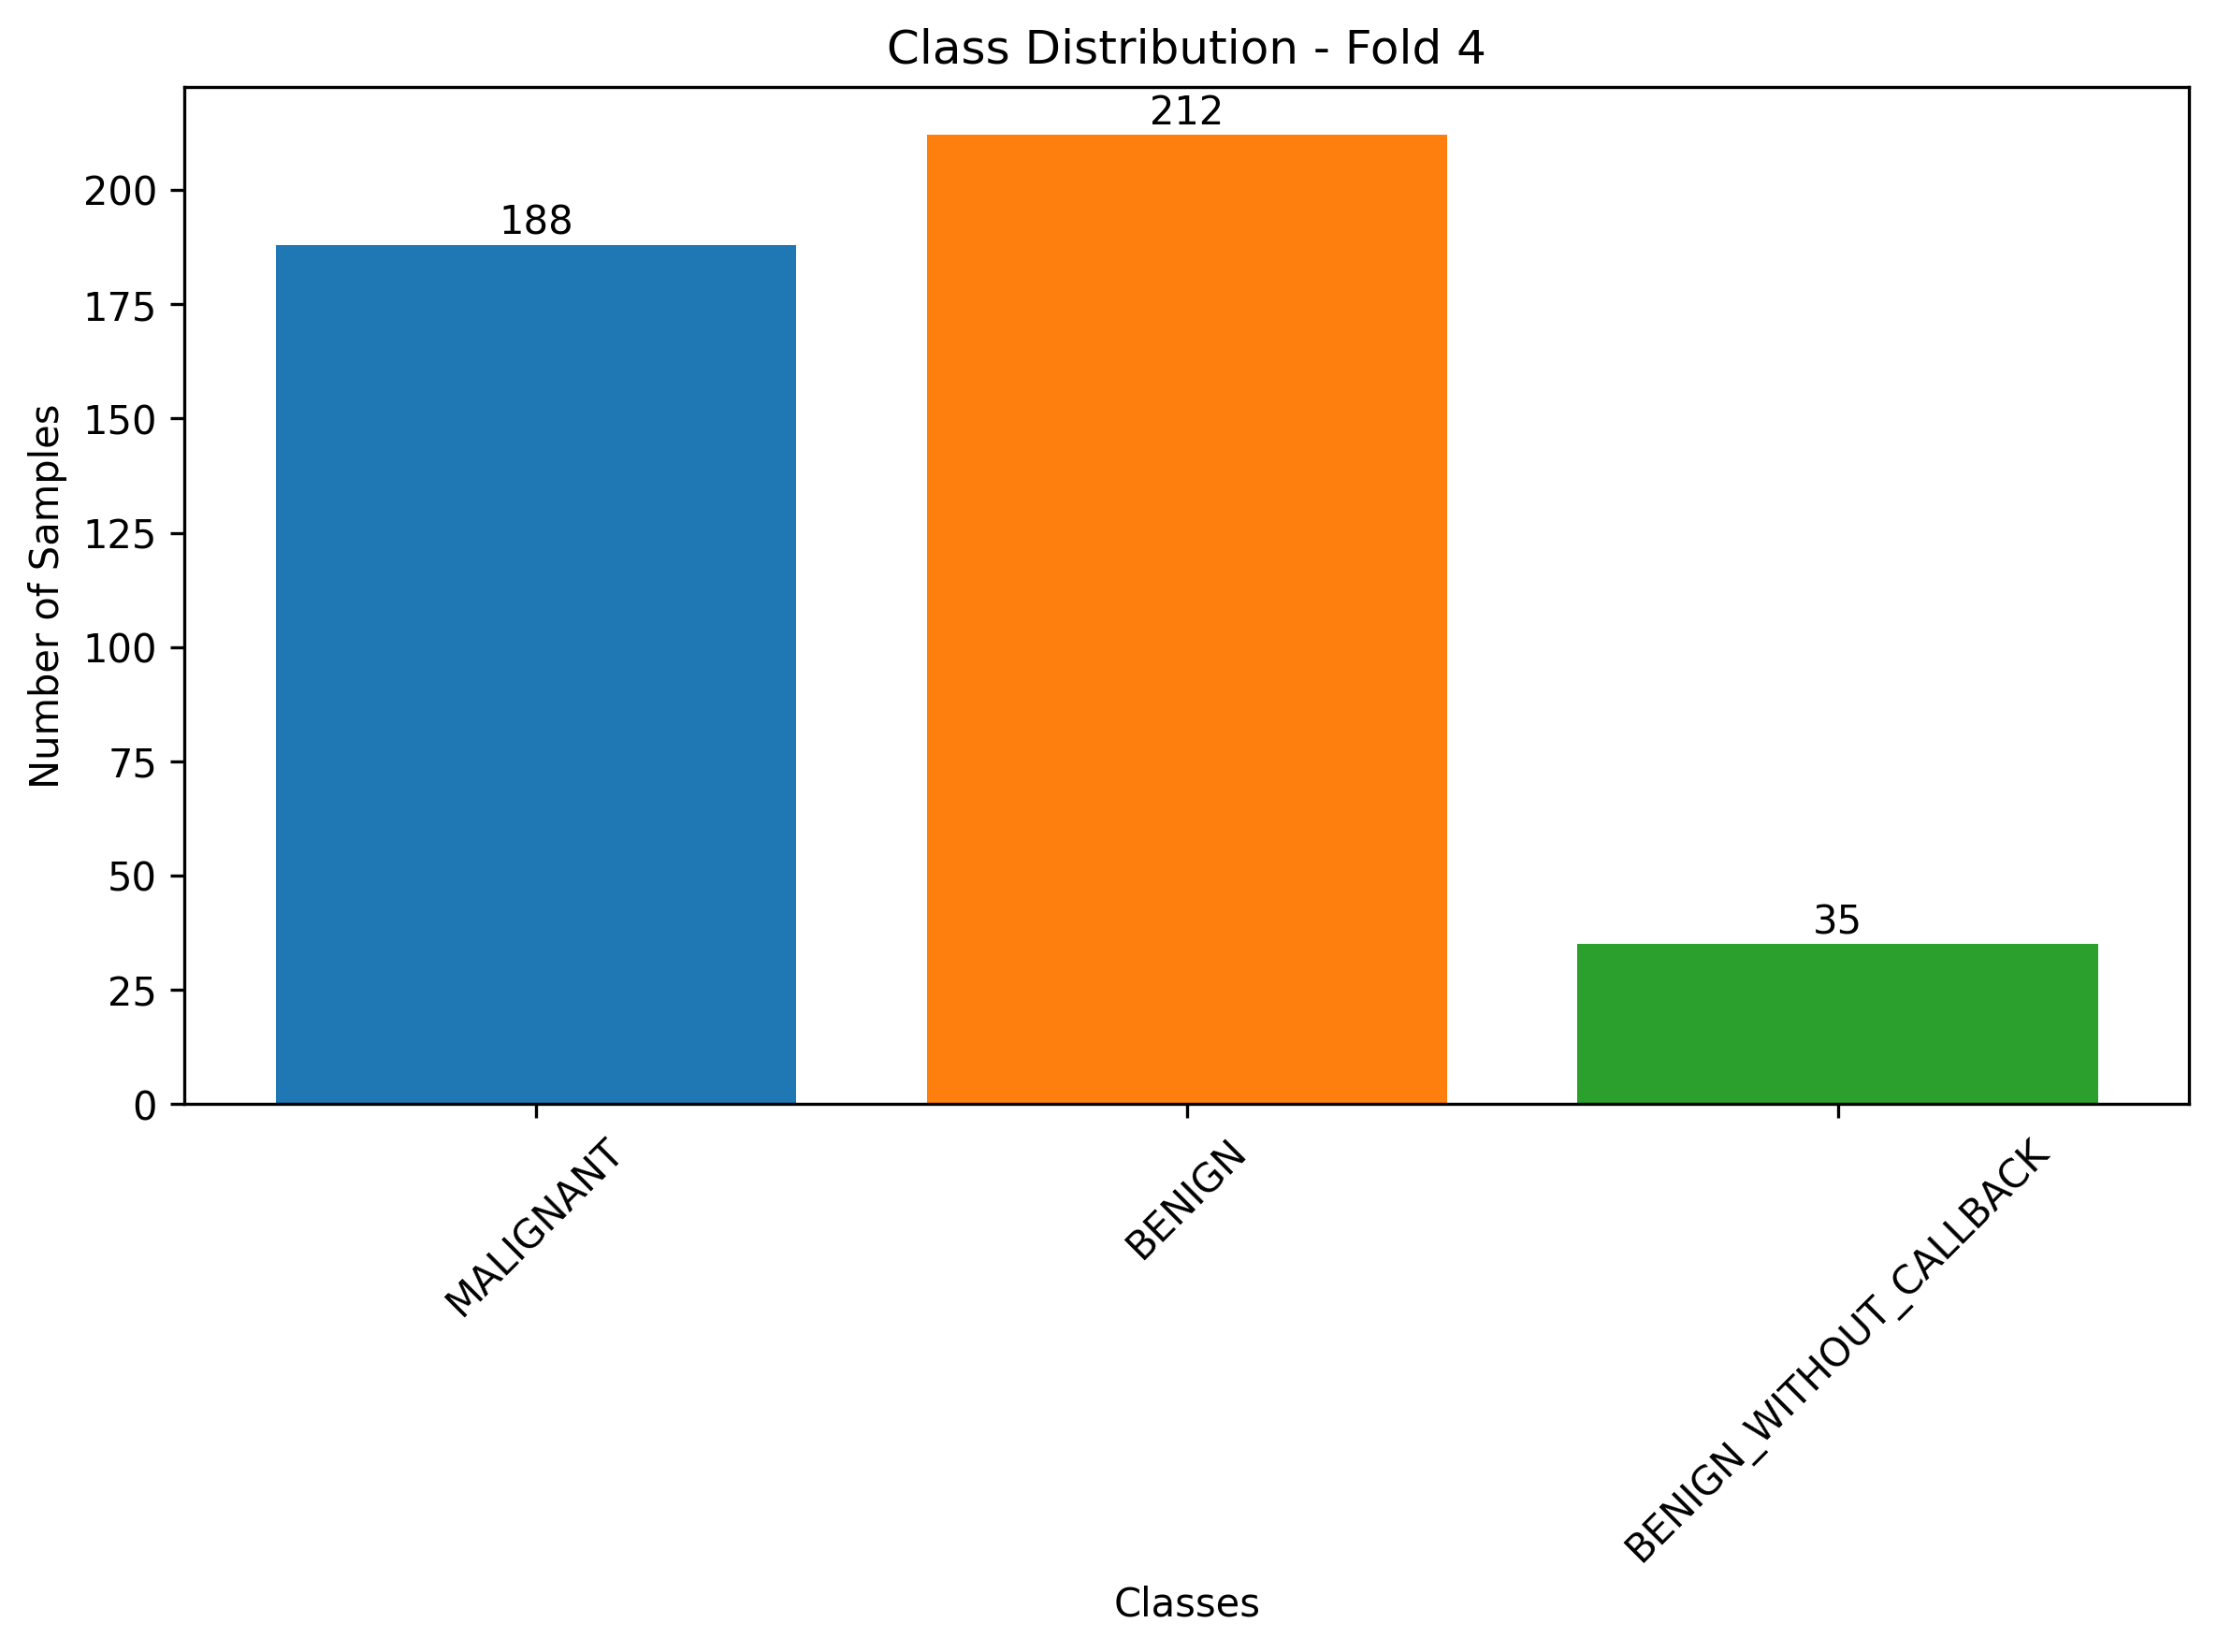 Class Distribution - Fold 4
212
188
35
200
175
150
125
100
75
50
25
0
Number of Samples
MALIGNANT
BENIGN
BENIGN_WITHOUT_CALLBACK
Classes